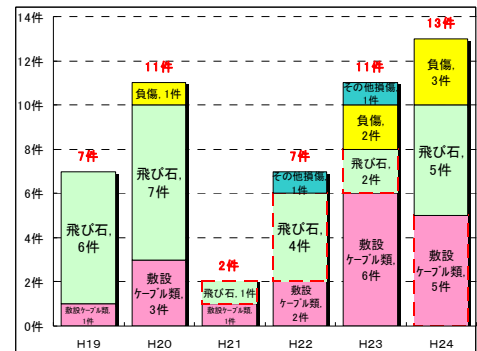 14件
12件
10件
8件
6件
4件
2件
0件
7件
飛び石,
6件
敷設ケーブル類,
1件
11件
負傷, 1件
飛び石,
7件
敷設
ケーブル類,
3件
2件
飛び石, 1件
敷設ケーブル類,
1件
7件
その他損傷,
1件
飛び石,
4件
敷設
ケーブル類,
2件
11件
その他損傷,
1件
負傷,
2件
飛び石,
2件
敷設
ケーブル類,
6件
13件
負傷,
3件
飛び石,
5件
敷設
ケーブル類,
5件
H19
H20
H21
H22
H23
H24